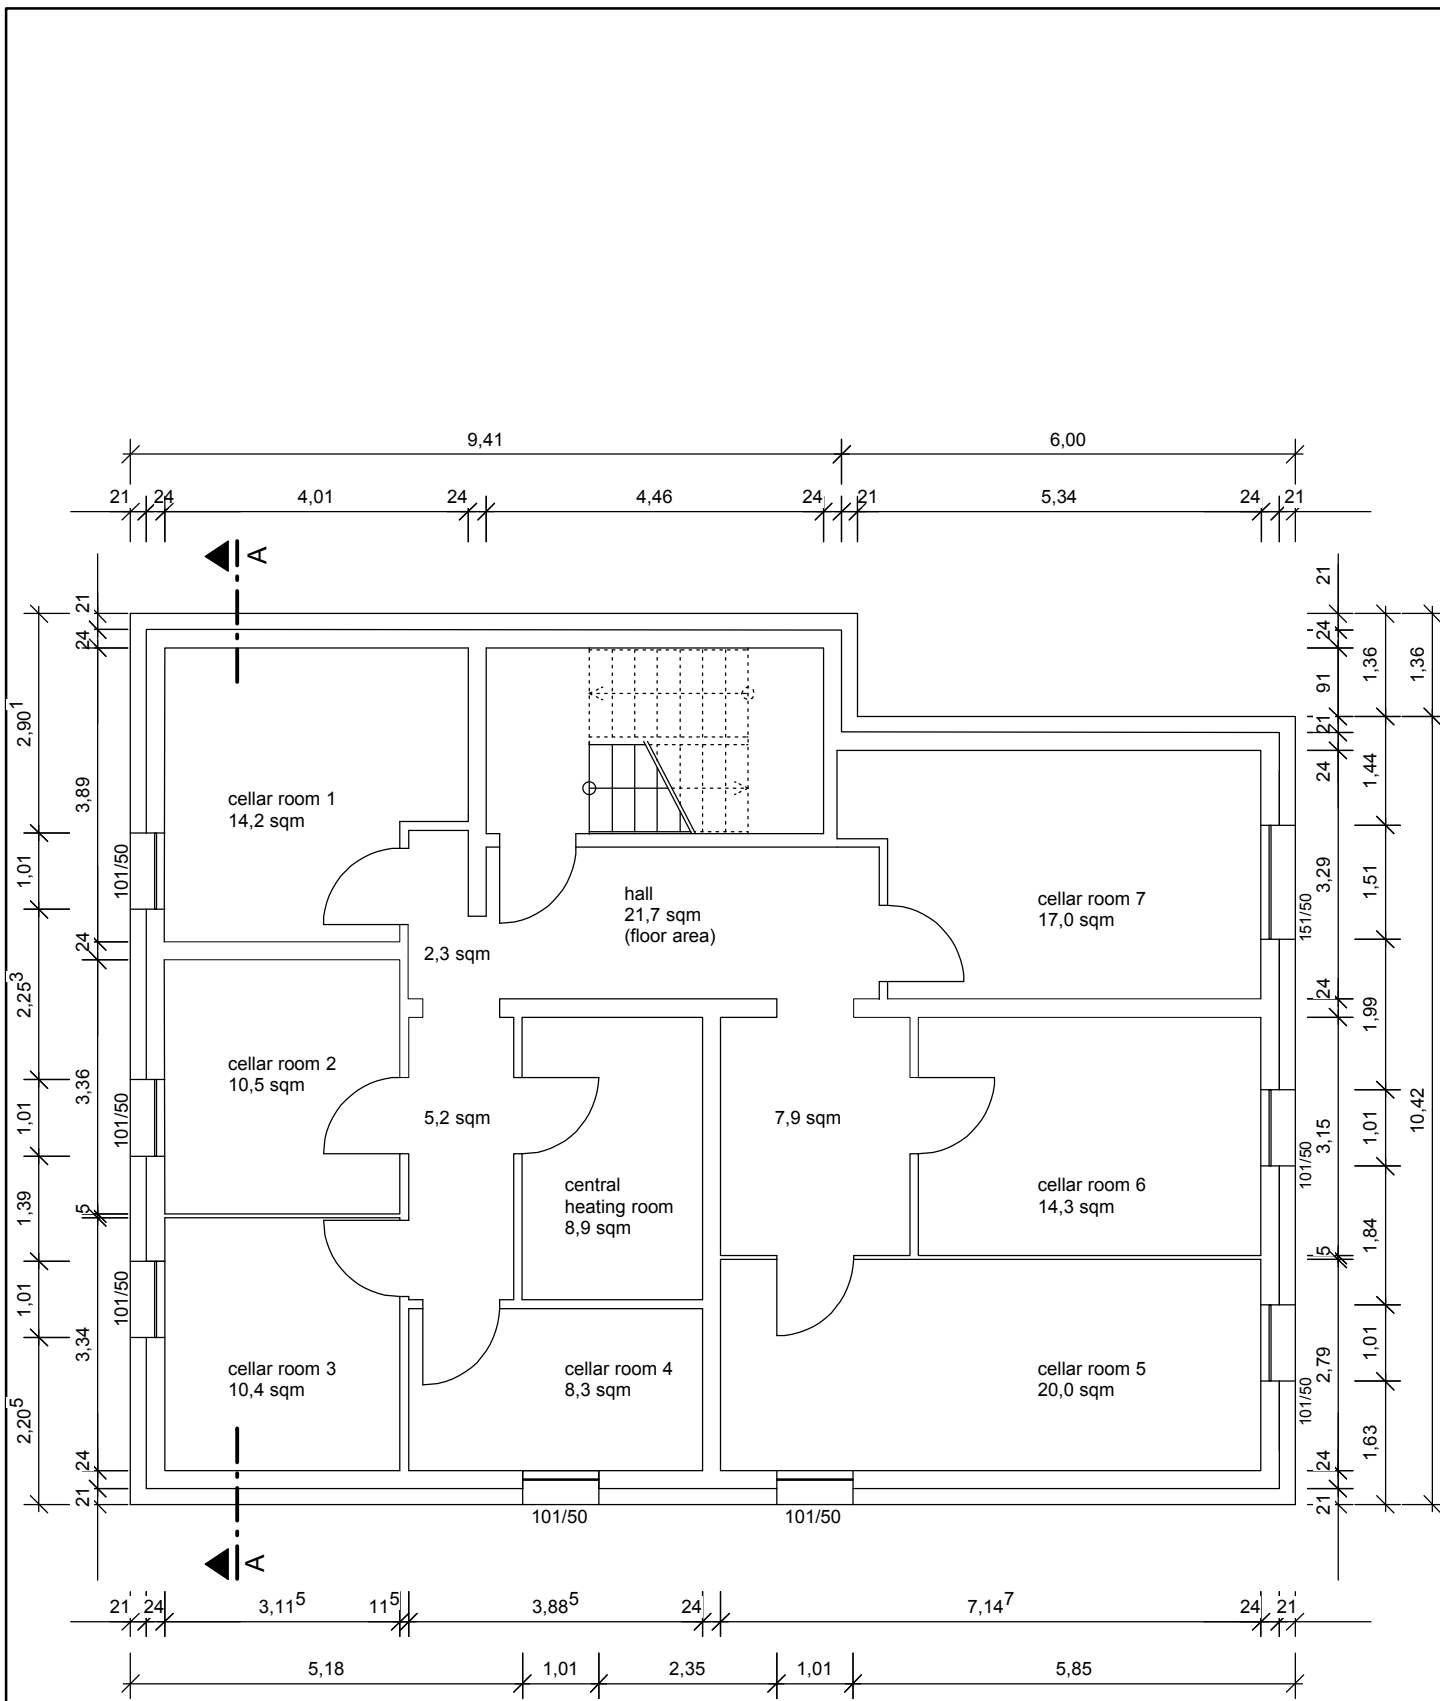 9,41
6,00
21
24
4,01
24
4,46
24
21
5,34
24
21
A
21
24
2,90¹
3,89
1,01
101/50
24
2,25³
3,36
1,01
101/50
1,39
5
1,01
101/50
3,34
2,20⁵
24
21
cellar room 1
14,2 sqm
hall
21,7 sqm
(floor area)
cellar room 7
17,0 sqm
2,3 sqm
cellar room 2
10,5 sqm
5,2 sqm
7,9 sqm
central
heating room
8,9 sqm
cellar room 6
14,3 sqm
cellar room 3
10,4 sqm
cellar room 4
8,3 sqm
cellar room 5
20,0 sqm
21
24
91
21
24
3,29
151/50
24
3,15
101/50
5
2,79
101/50
24
21
1,36
1,44
1,51
1,99
1,01
1,84
1,01
1,63
1,36
10,42
101/50
101/50
A
21
24
3,11⁵
11⁵
3,88⁵
24
7,14⁷
24
21
5,18
1,01
2,35
1,01
5,85